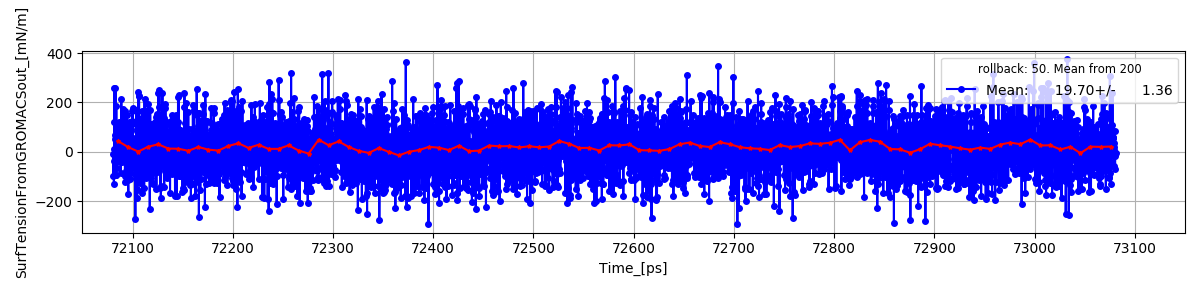 SurfTensionFromGROMACSout_[mN/m]
400
200
0
−200
rollback: 50. Mean from 200
Mean: 19.70+/- 1.36
72100 72200 72300 72400 72500 72600 72700 72800 72900 73000 73100
Time_[ps]